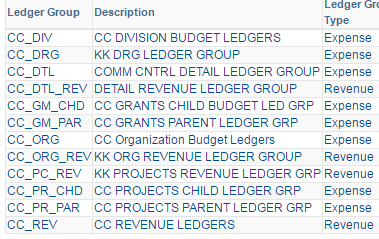 Ledger Group Description Ledger Gro
Type
CC_DIV CC DIVISION BUDGET LEDGERS Expense
CC_DRG KK DRG LEDGER GROUP Expense
CC_DTL COMM CNTRL DETAIL LEDGER GROUP Expense
CC_DTL_REV DETAIL REVENUE LEDGER GROUP Revenue
CC_GM_CHD CC GRANTS CHILD BUDGET LED GRP Expense
CC_GM_PAR CC GRANTS PARENT LEDGER GRP Expense
CC_ORG CC Organization Budget Ledgers Expense
CC_ORG_REV KK ORG REVENUE LEDGER GROUP Revenue
CC_PC_REV KK PROJECTS REVENUE LEDGER GRP Revenue
CC_PR_CHD CC PROJECTS CHILD LEDGER GRP Expense
CC_PR_PAR CC PROJECTS PARENT LEDGER GRP Expense
CC_REV CC REVENUE LEDGERS Revenue